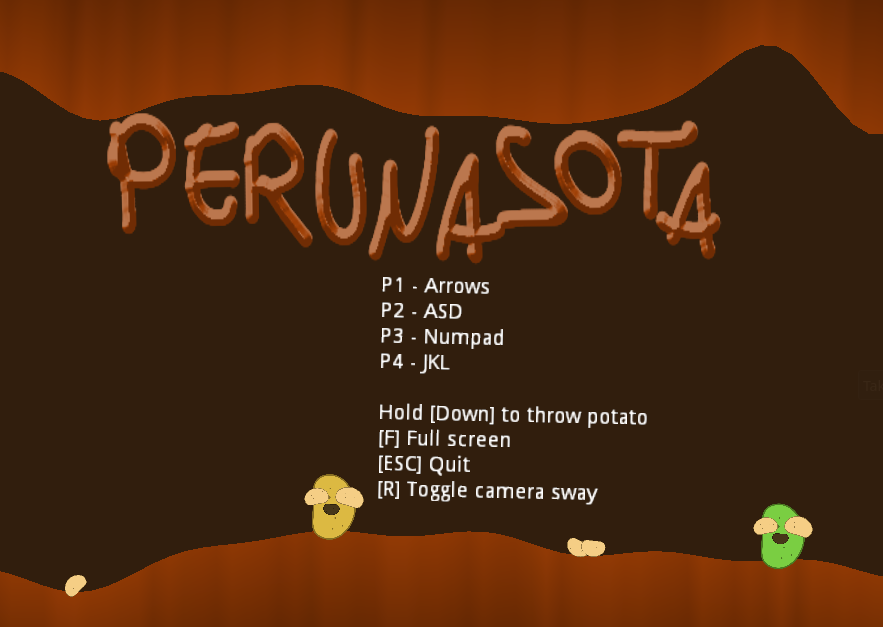 PERUNASOTA
P1 - Arrows
P2 - ASD
P3 - Numpad
P4 - JKL
Hold [Down] to throw potato
[F] Full screen
[ESC] Quit
[R] Toggle camera sway